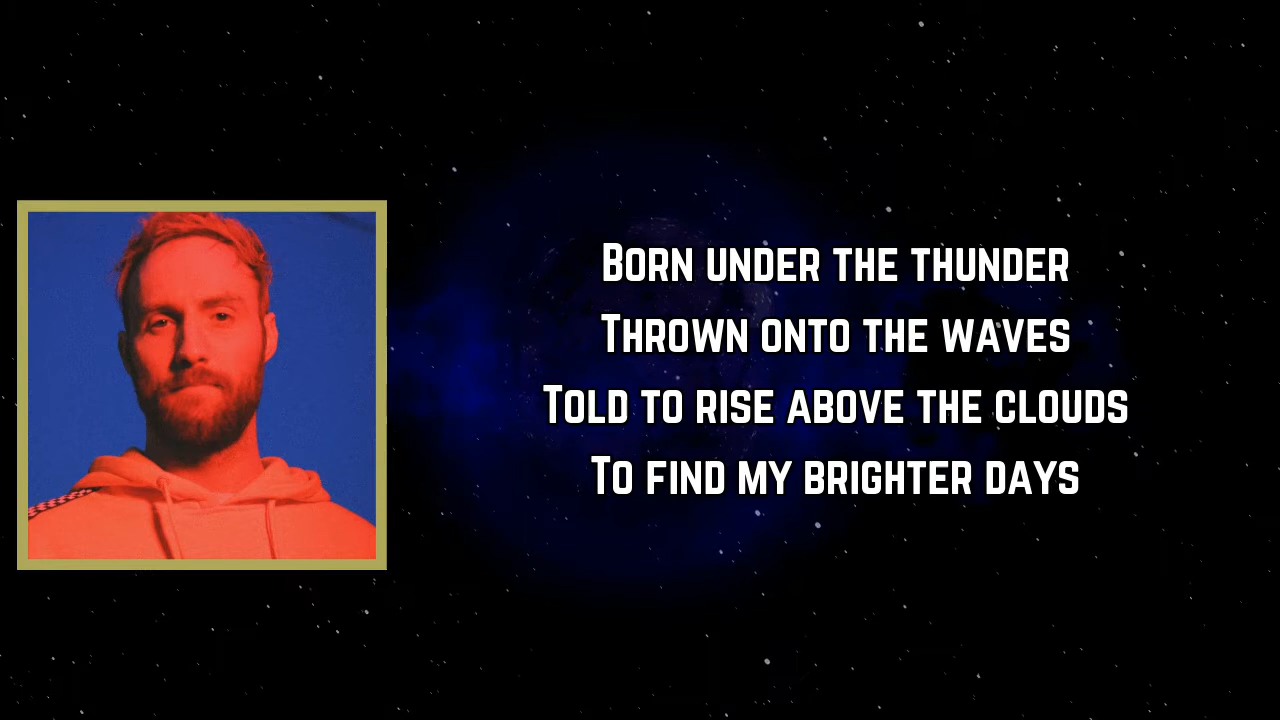 Born under the thunder
Thrown onto the waves
Told to rise above the clouds
To find my brighter days